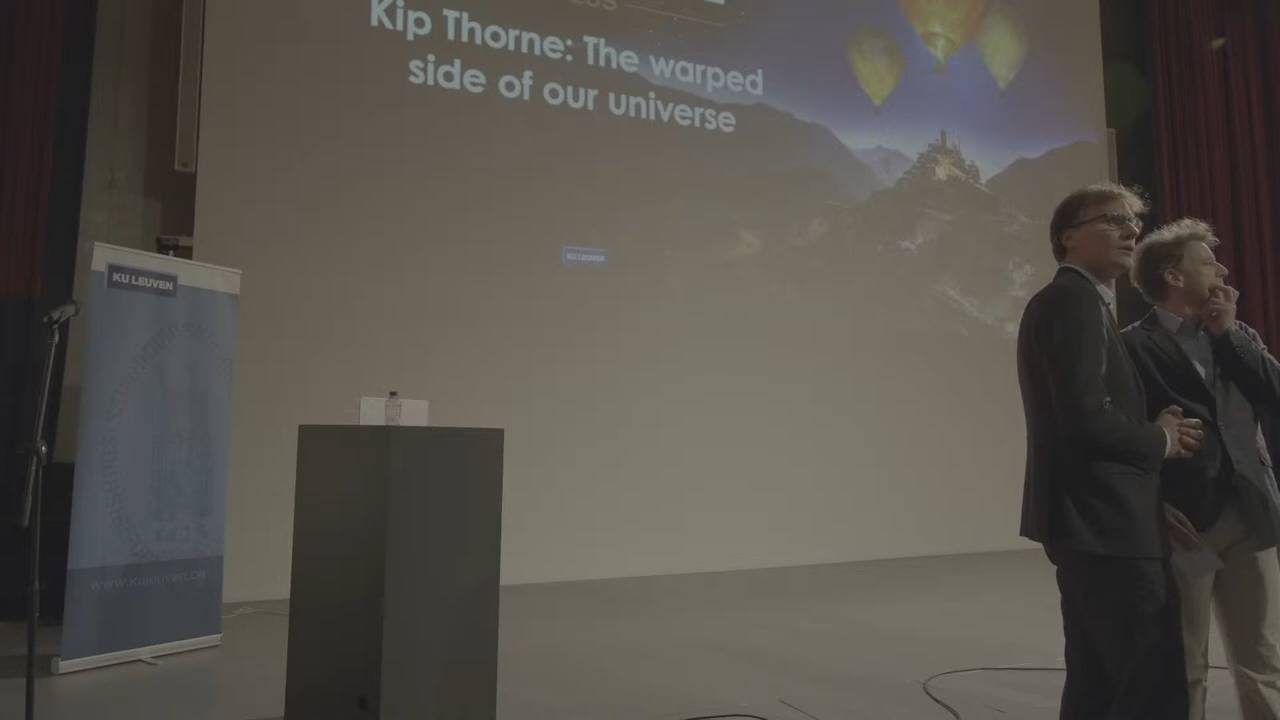 Kip Thorne: The warped
side of our universe
KU LEUVEN
KU LEUVEN
www.kuleuven.be